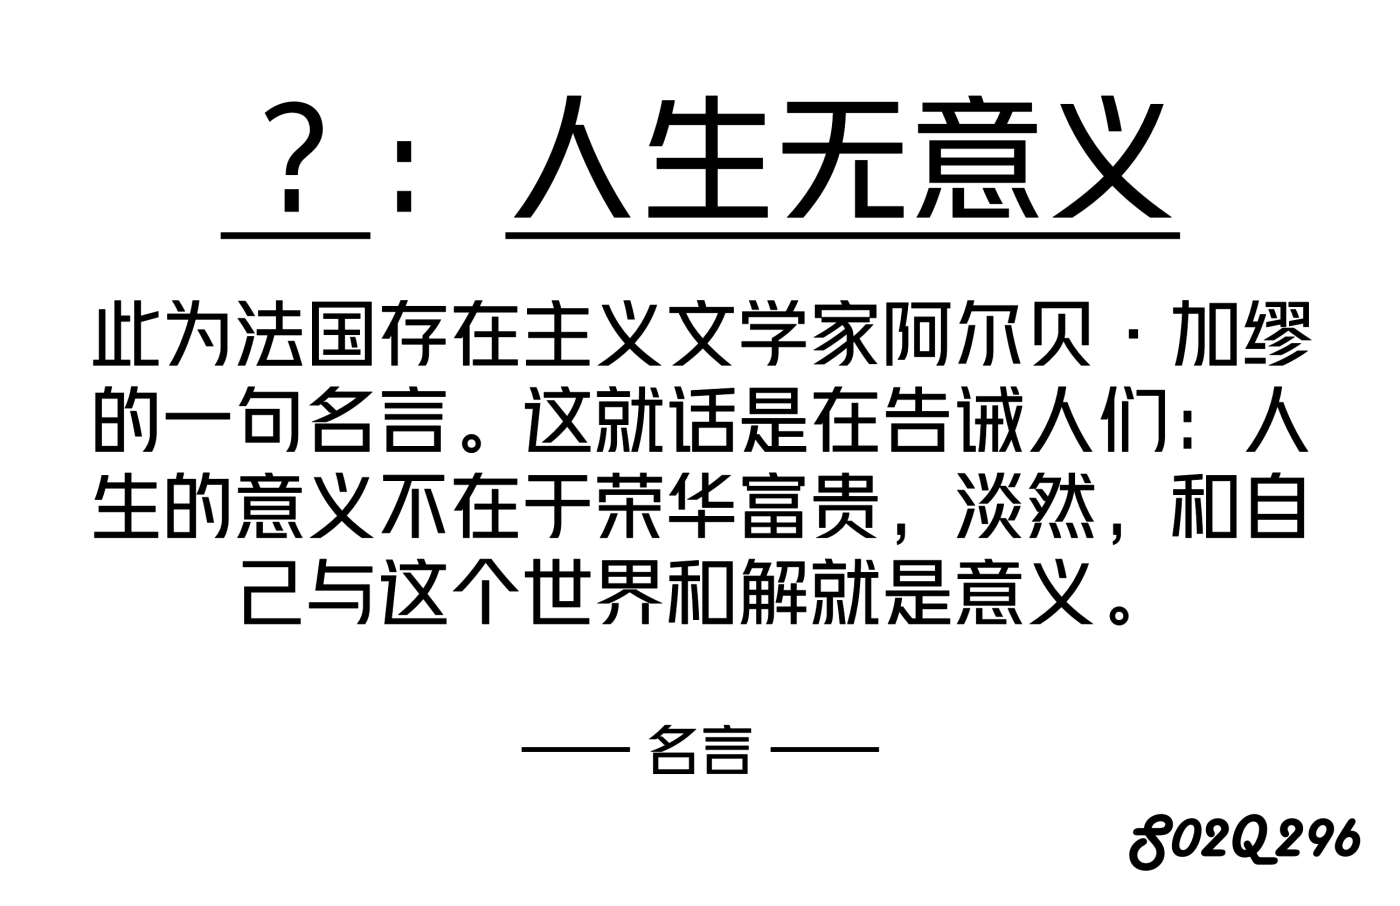 ？：人生无意义
此为法国存在主义文学家阿尔贝·加缪
的一句名言。这就话是在告诫人们：人
生的意义不在于荣华富贵，淡然，和自
己与这个世界和解就是意义。
—— 名言 ——
S02Q296